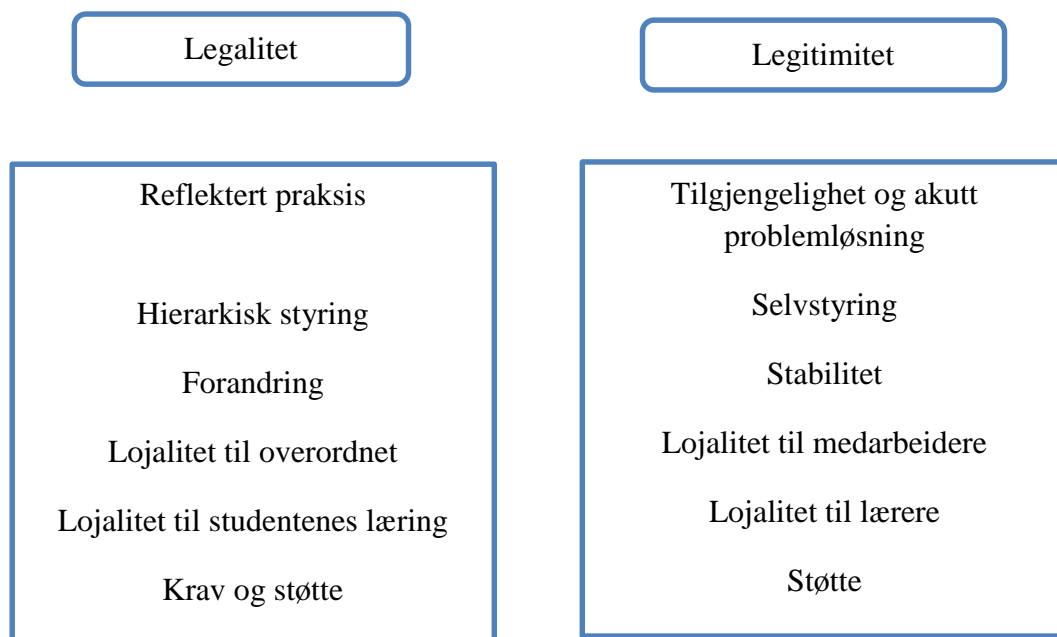 Legalitet
Legitimitet
Reflektert praksis
Hierarkisk styring
Forandring
Lojalitet til overordnet
Lojalitet til studentenes læring
Krav og støtte
Tilgjengelighet og akutt
problemløsning
Selvstyring
Stabilitet
Lojalitet til medarbeidere
Lojalitet til lærere
Støtte